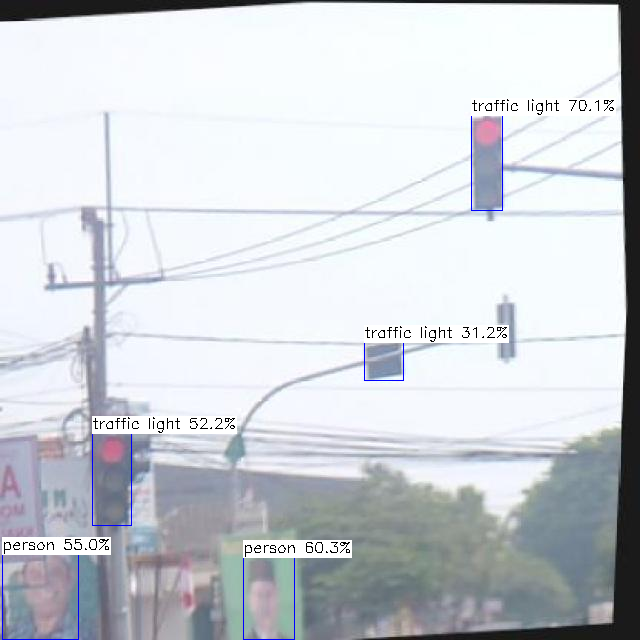 traffic light 70.1%
traffic light 31.2%
traffic light 52.2%
A
person 55.0%
person 60.3%